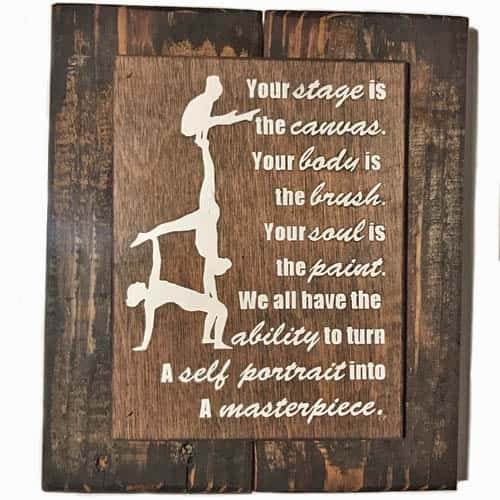 Your stage is
the canvas.
Your body is
the brush.
Your soul is
the paint.
We all have the
ability to turn
A self portrait into
A masterpiece.